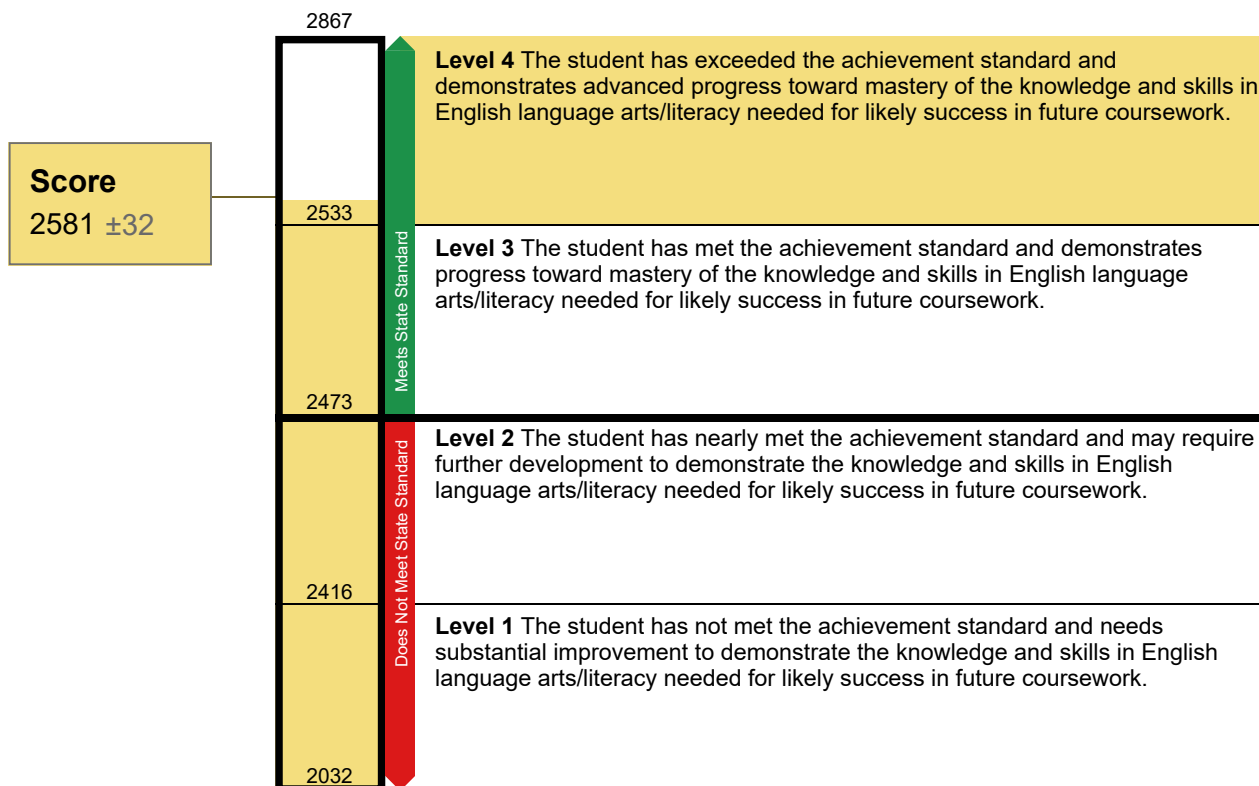 2867
Level 4 The student has exceeded the achievement standard and
demonstrates advanced progress toward mastery of the knowledge and skills in
English language arts/literacy needed for likely success in future coursework.
Score
2581 ±32
2533
Meets State Standard
Level 3 The student has met the achievement standard and demonstrates
progress toward mastery of the knowledge and skills in English language
arts/literacy needed for likely success in future coursework.
2473
Level 2 The student has nearly met the achievement standard and may require
further development to demonstrate the knowledge and skills in English
language arts/literacy needed for likely success in future coursework.
Does Not Meet State Standard
2416
Level 1 The student has not met the achievement standard and needs
substantial improvement to demonstrate the knowledge and skills in English
language arts/literacy needed for likely success in future coursework.
2032